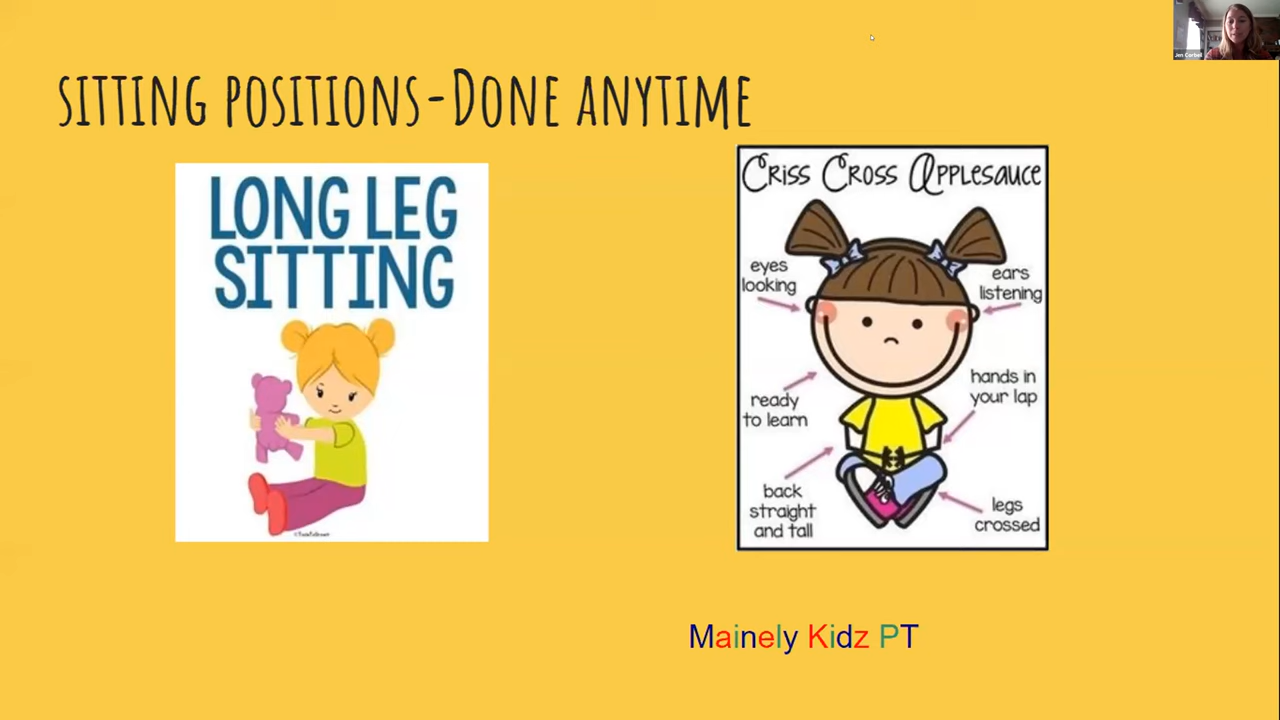 SITTING POSITIONS-DONE ANYTIME
LONG LEG
SITTING
CRISS CROSS APPLESAUCE
eyes
looking
ears
listening
ready
to learn
hands in
your lap
back
straight
and tall
legs
crossed
Mainely Kidz PT